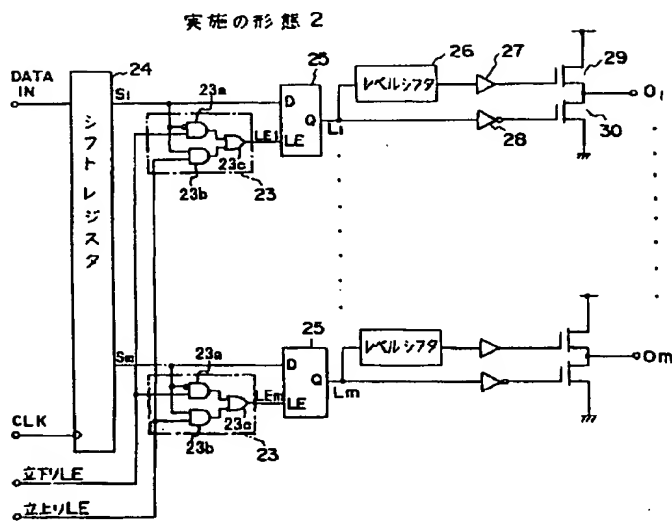 実施の形態 2
DATA
IN
24
シフトレジスタ
S1
23a
23b
23c
23
LE1
25
D
Q
LE
L1
26
レベルシフタ
27
28
29
30
O1
Sm
23a
23b
23c
23
LEm
25
D
Q
LE
Lm
レベルシフタ
Om
CLK
立下りLE
立上りLE